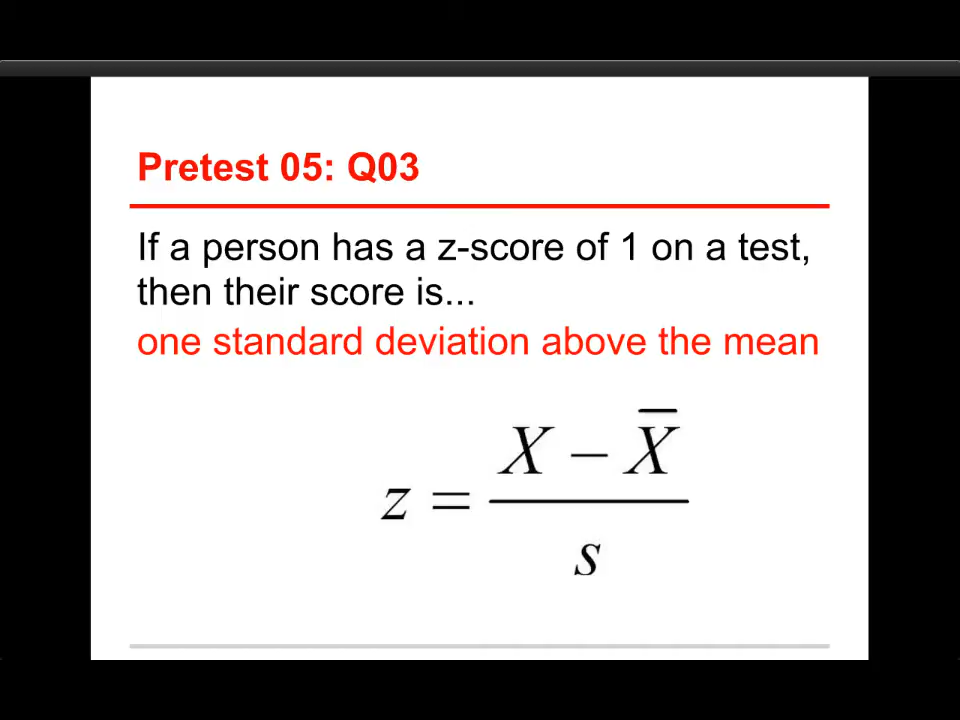 Pretest 05: Q03
If a person has a z-score of 1 on a test,
then their score is...
one standard deviation above the mean
z = (X − X̅) / s